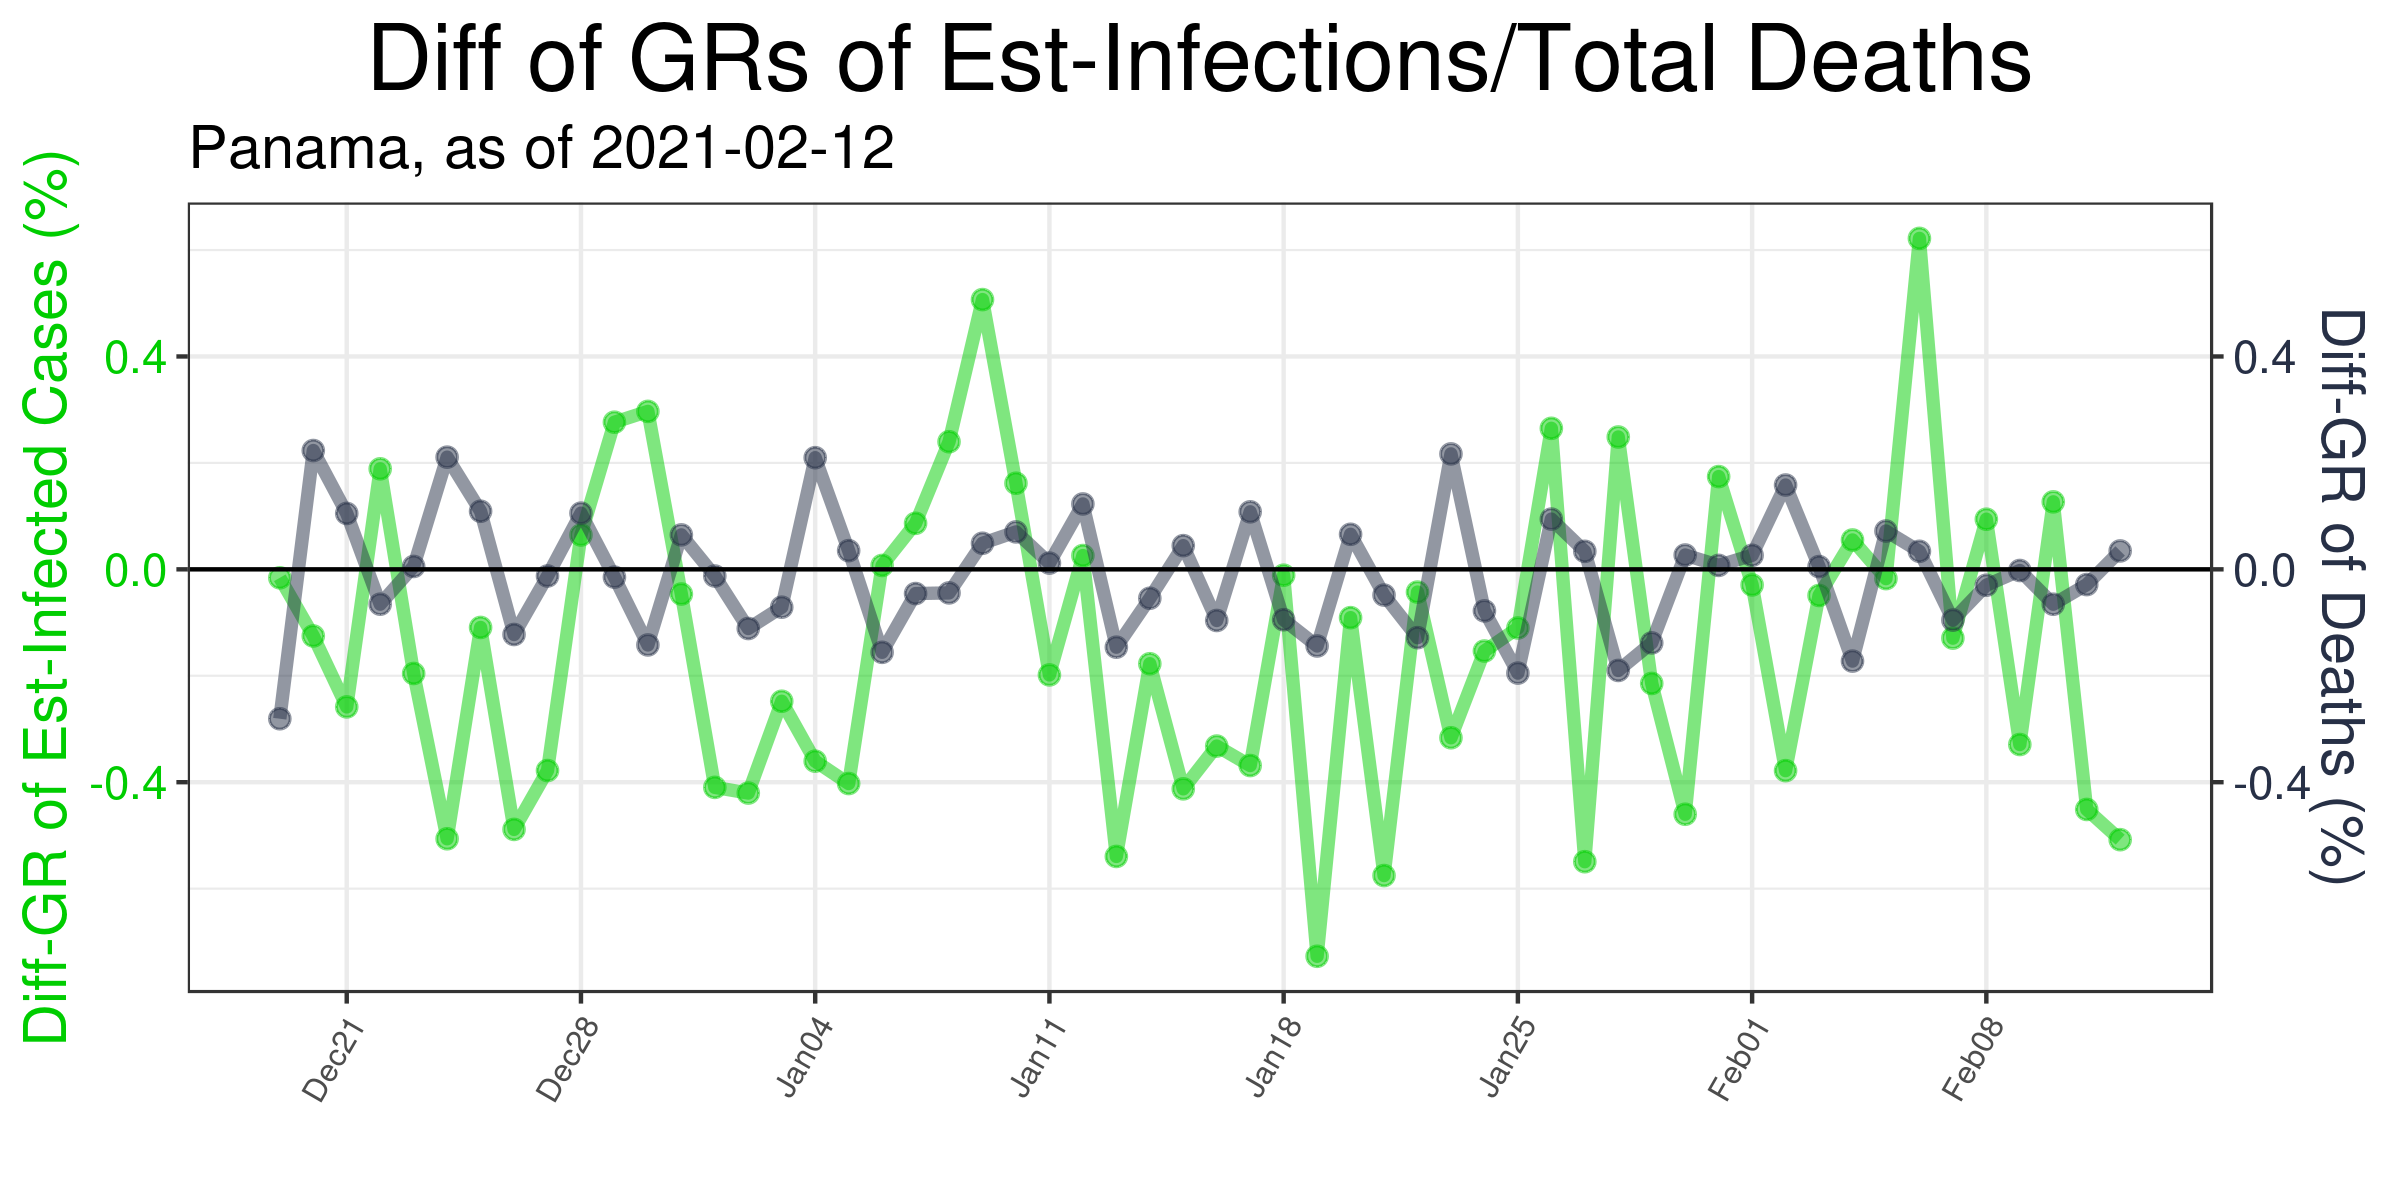 Diff of GRs of Est-Infections/Total Deaths
Panama, as of 2021-02-12
Diff-GR of Est-Infected Cases (%)
0.4
0.0
-0.4
0.4
0.0
-0.4
Diff-GR of Deaths (%)
Dec21
Dec28
Jan04
Jan11
Jan18
Jan25
Feb01
Feb08